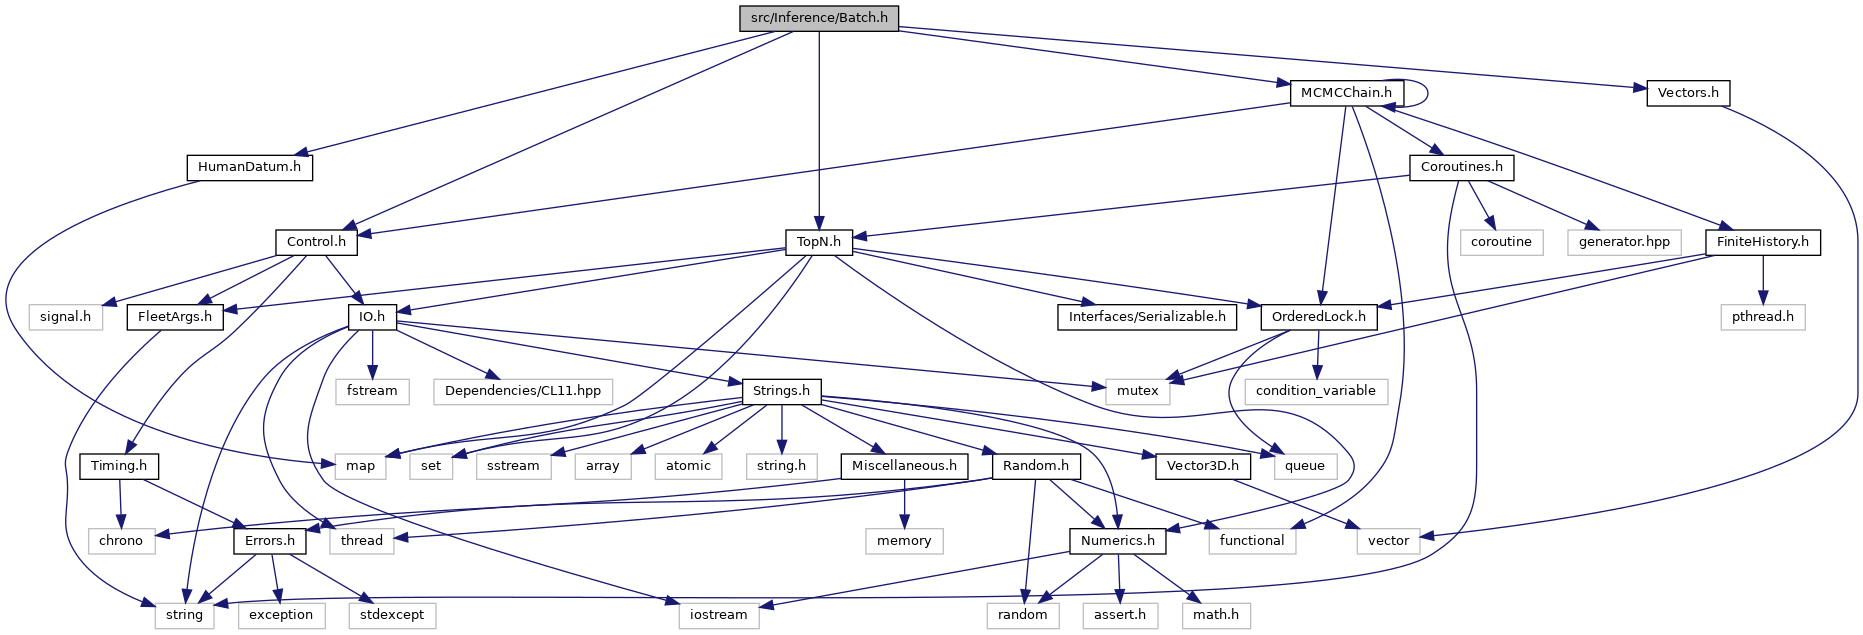 src/Inference/Batch.h
MCMCChain.h
Vectors.h
HumanDatum.h
Coroutines.h
Control.h
TopN.h
coroutine
generator.hpp
FiniteHistory.h
signal.h
FleetArgs.h
IO.h
Interfaces/Serializable.h
OrderedLock.h
pthread.h
fstream
Dependencies/CL11.hpp
Strings.h
mutex
condition_variable
Timing.h
map
set
sstream
array
atomic
string.h
Miscellaneous.h
Random.h
Vector3D.h
queue
chrono
Errors.h
thread
memory
Numerics.h
functional
vector
string
exception
stdexcept
iostream
random
assert.h
math.h